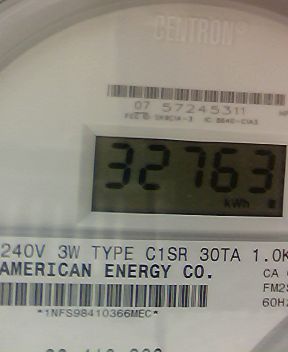 CENTRON®
07 57245311
32763
kWh
240V 3W TYPE C1SR 30TA 1.0K
AMERICAN ENERGY CO.
CA
FM2S
60Hz
*1NFS98410366MEC*